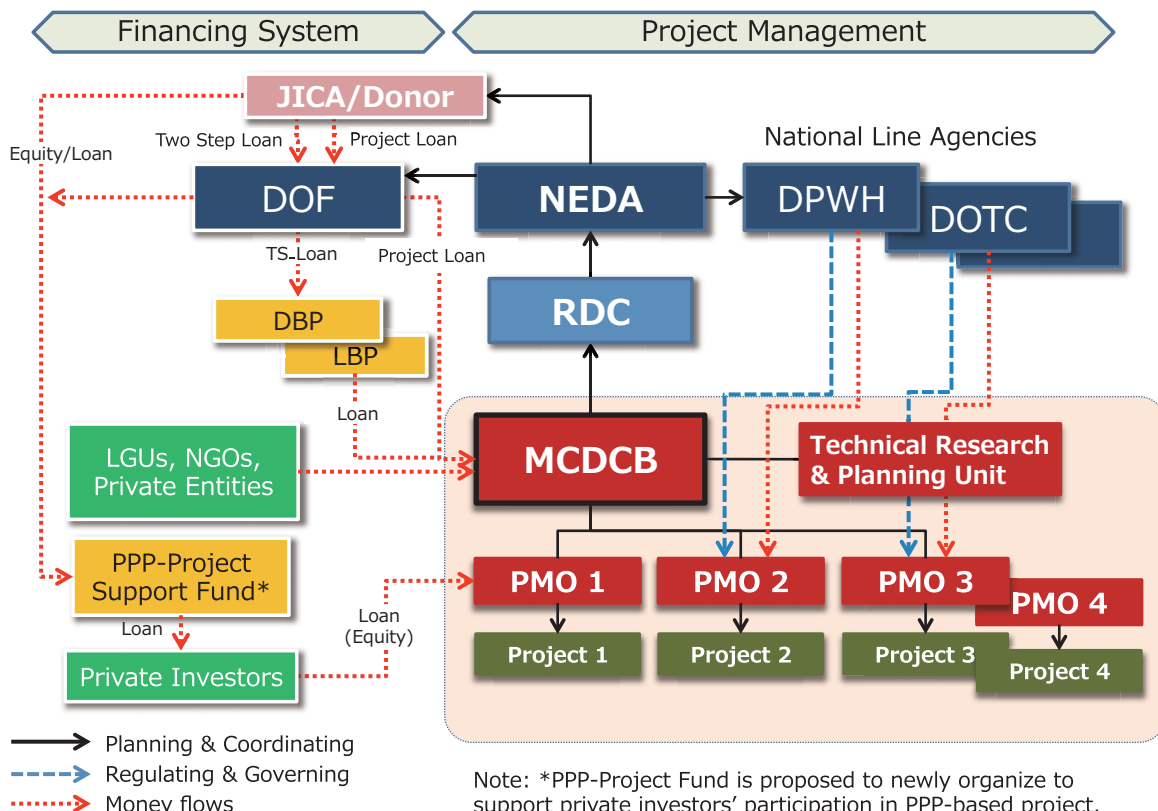 Financing System
Project Management
JICA/Donor
Two Step Loan
Project Loan
Equity/Loan
National Line Agencies
DOF
NEDA
DPWH
DOTC
TS-Loan
Project Loan
DBP
LBP
RDC
Loan
LGUs, NGOs,
Private Entities
MCDCB
Technical Research
& Planning Unit
PPP-Project
Support Fund*
Loan
Private Investors
Loan
(Equity)
PMO 1
PMO 2
PMO 3
PMO 4
Project 1
Project 2
Project 3
Project 4
Planning & Coordinating
Regulating & Governing
Money flows
Note: *PPP-Project Fund is proposed to newly organize to
support private investors’ participation in PPP-based project.